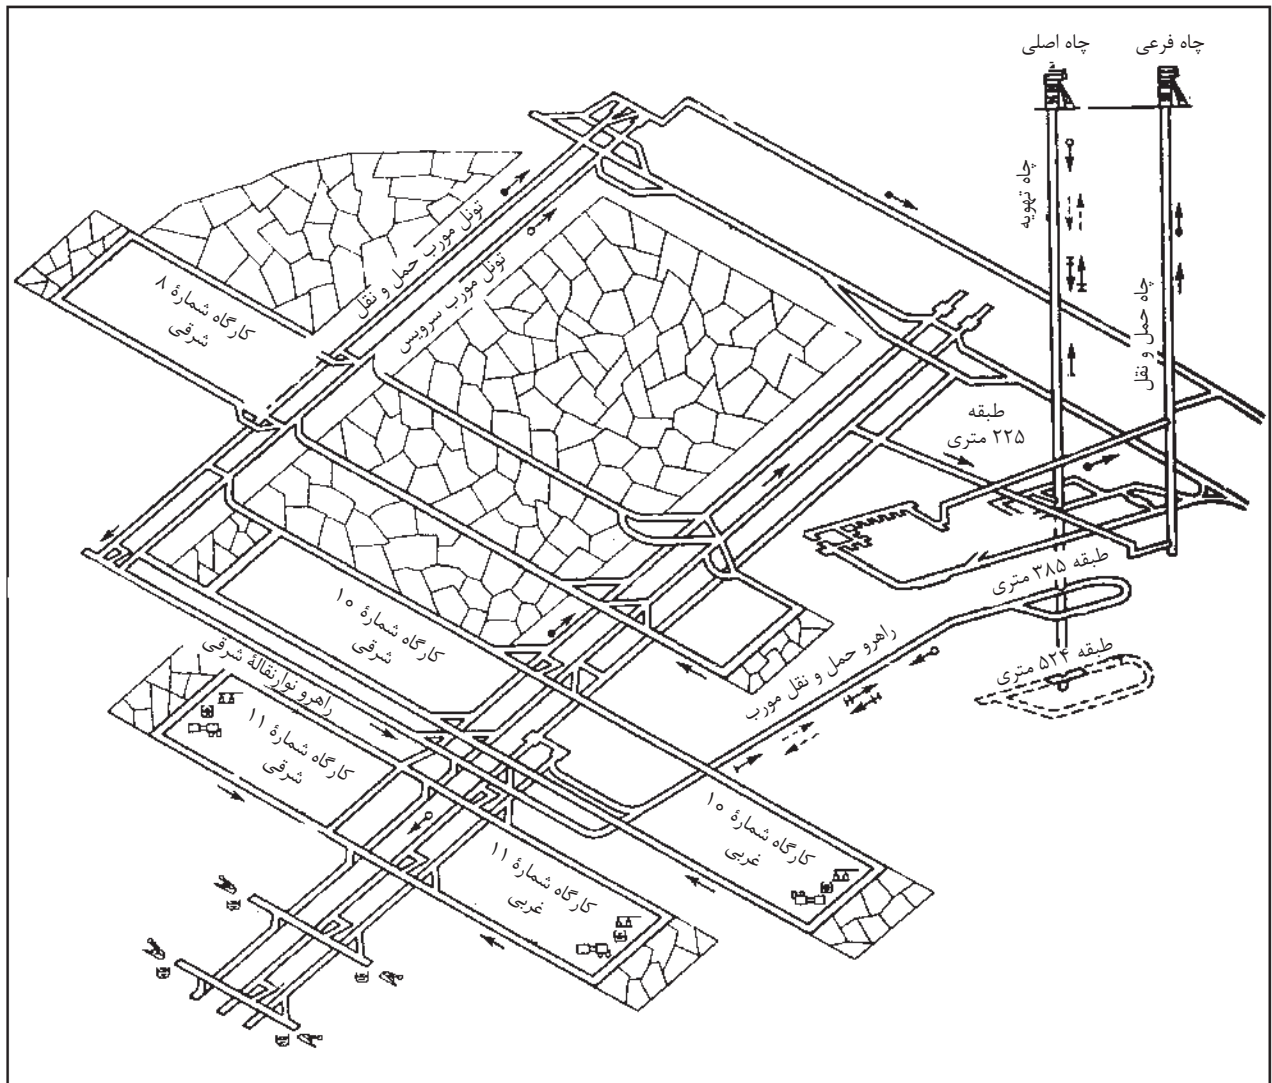 چاه اصلی
چاه فرعی
چاه تهویه
چاه حمل و نقل
تونل مورب حمل و نقل
تونل مورب سرویس
کارگاه شمارهٔ ۸
شرقی
طبقه
۲۲۵ متری
طبقه ۳۸۵ متری
طبقه ۵۲۴ متری
راهرو حمل و نقل مورب
کارگاه شمارهٔ ۱۰
شرقی
راهرو نوارنقالهٔ شرقی
کارگاه شمارهٔ ۱۱
شرقی
کارگاه شمارهٔ ۱۰
غربی
کارگاه شمارهٔ ۱۱
غربی